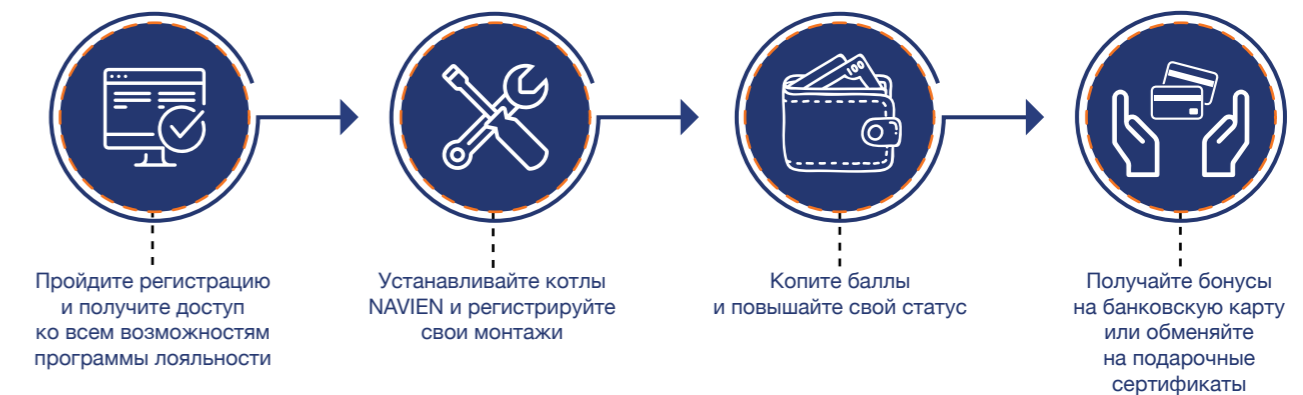 100
Пройдите регистрацию
и получите доступ
ко всем возможностям
программы лояльности
Устанавливайте котлы
NAVIEN и регистрируйте
свои монтажи
Копите баллы
и повышайте свой статус
Получайте бонусы
на банковскую карту
или обменяйте
на подарочные
сертификаты